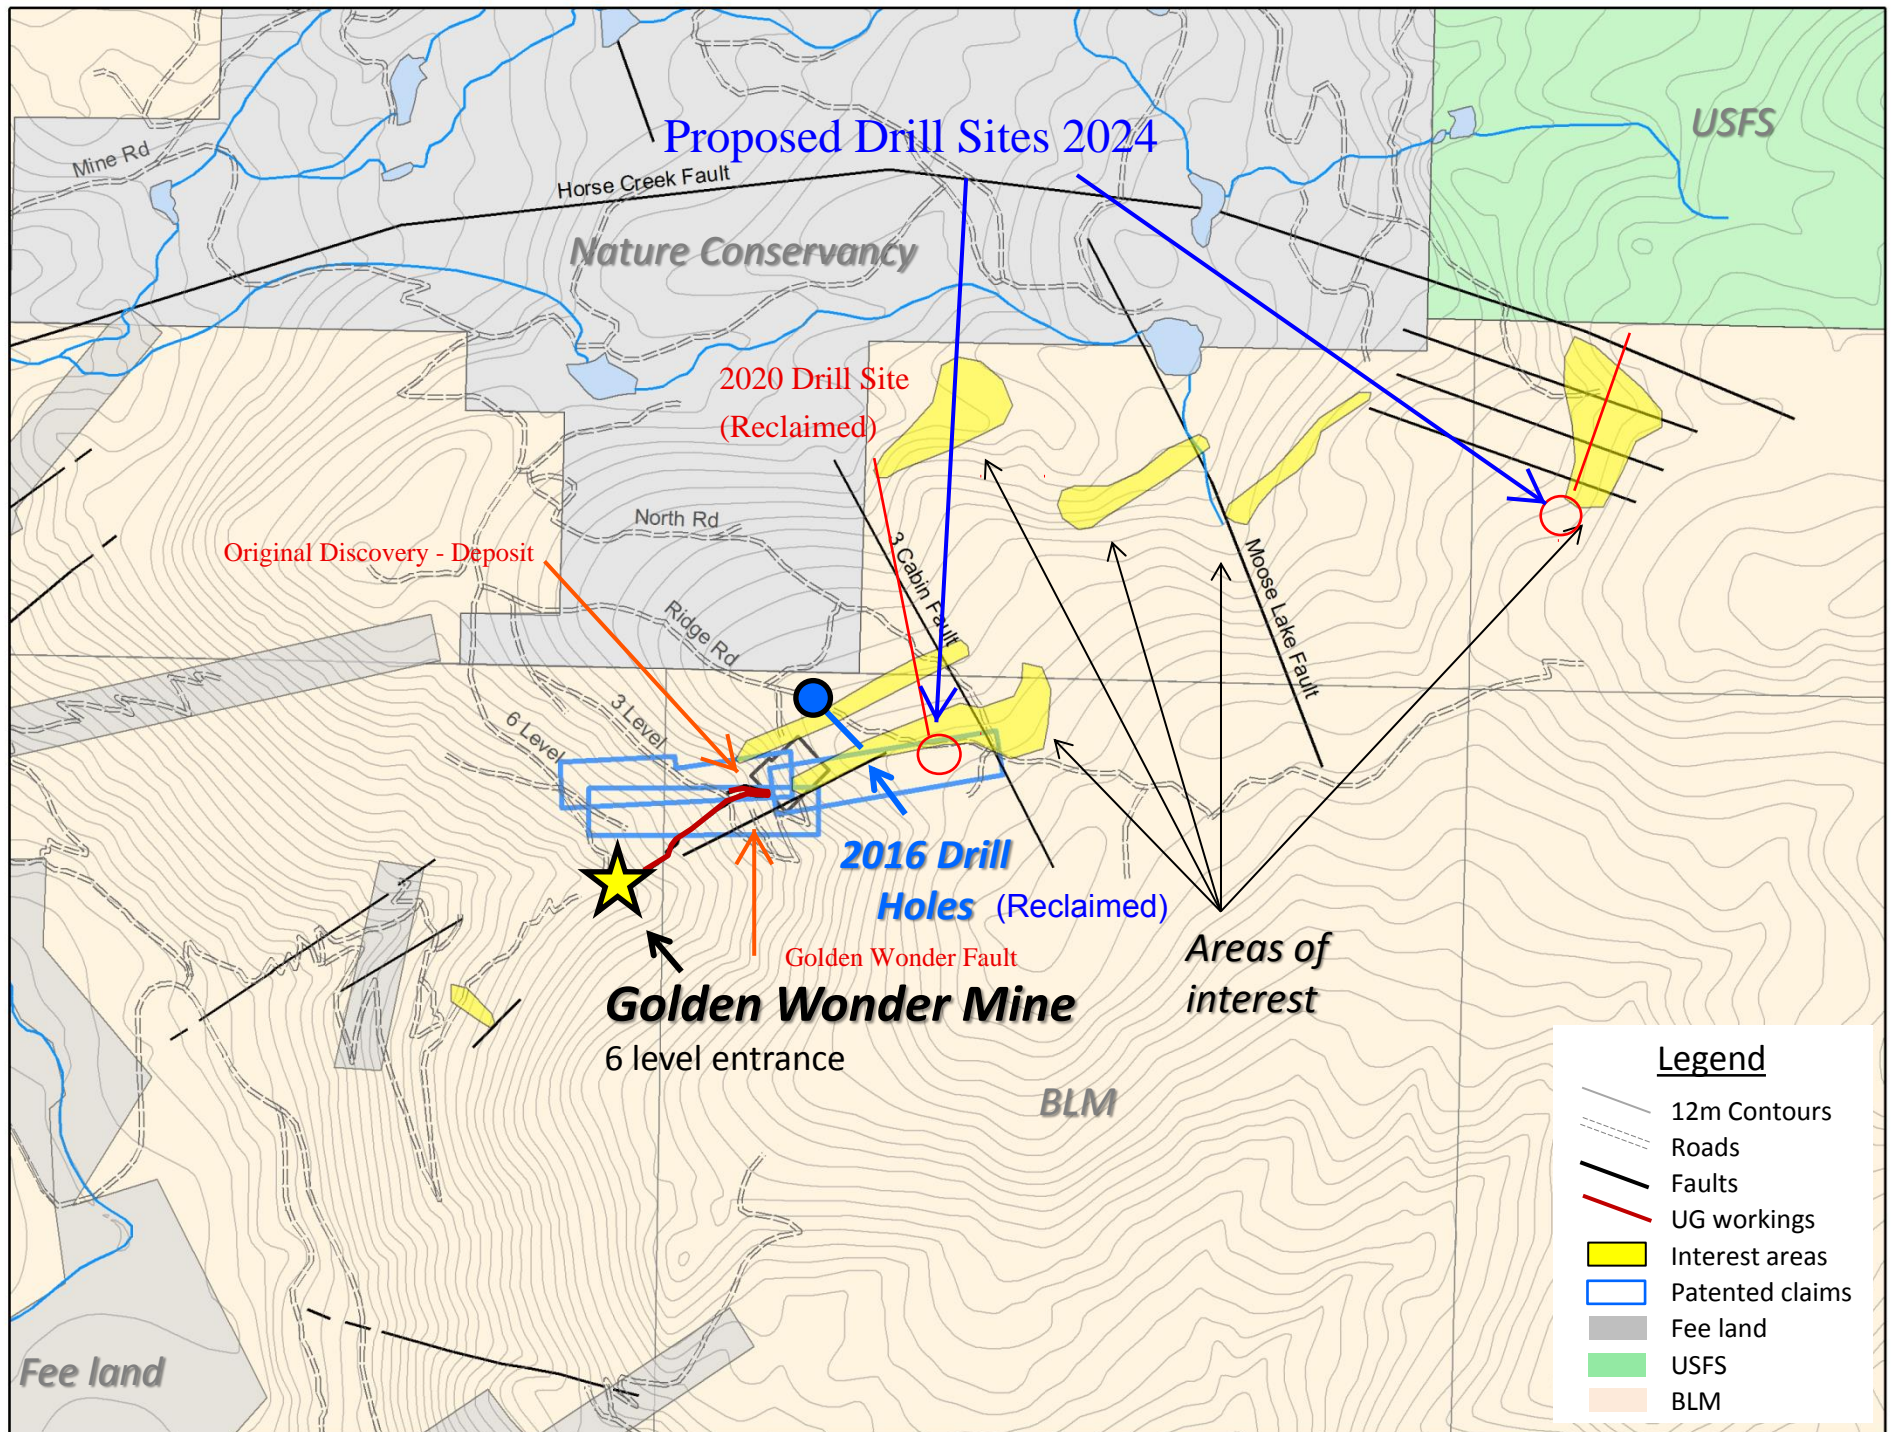 USFS
Proposed Drill Sites 2024
Mine Rd
Horse Creek Fault
Nature Conservancy
2020 Drill Site
(Reclaimed)
North Rd
Original Discovery - Deposit
3 Cabin Fault
Moose Lake Fault
Ridge Rd
3 Level
6 Level
2016 Drill
Holes (Reclaimed)
Golden Wonder Fault
Areas of
interest
Golden Wonder Mine
6 level entrance
BLM
Fee land
Legend
12m Contours
Roads
Faults
UG workings
Interest areas
Patented claims
Fee land
USFS
BLM